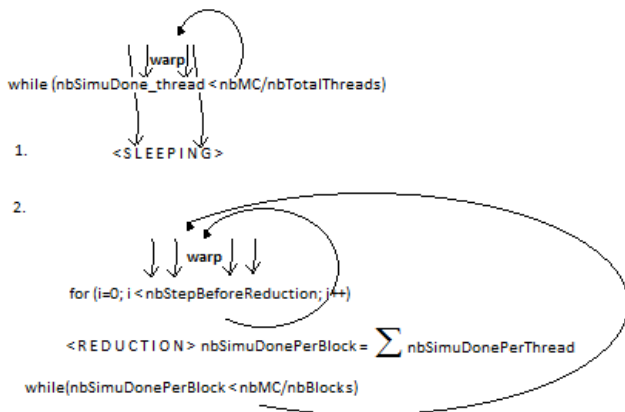 warp
while (nbSimuDone_thread < nbMC/nbTotalThreads)
1. <SLEEPING>
2.
warp
for (i=0; i < nbStepBeforeReduction; i++)
<REDUCTION> nbSimuDonePerBlock = ∑ nbSimuDonePerThread
while(nbSimuDonePerBlock < nbMC/nbBlocks)